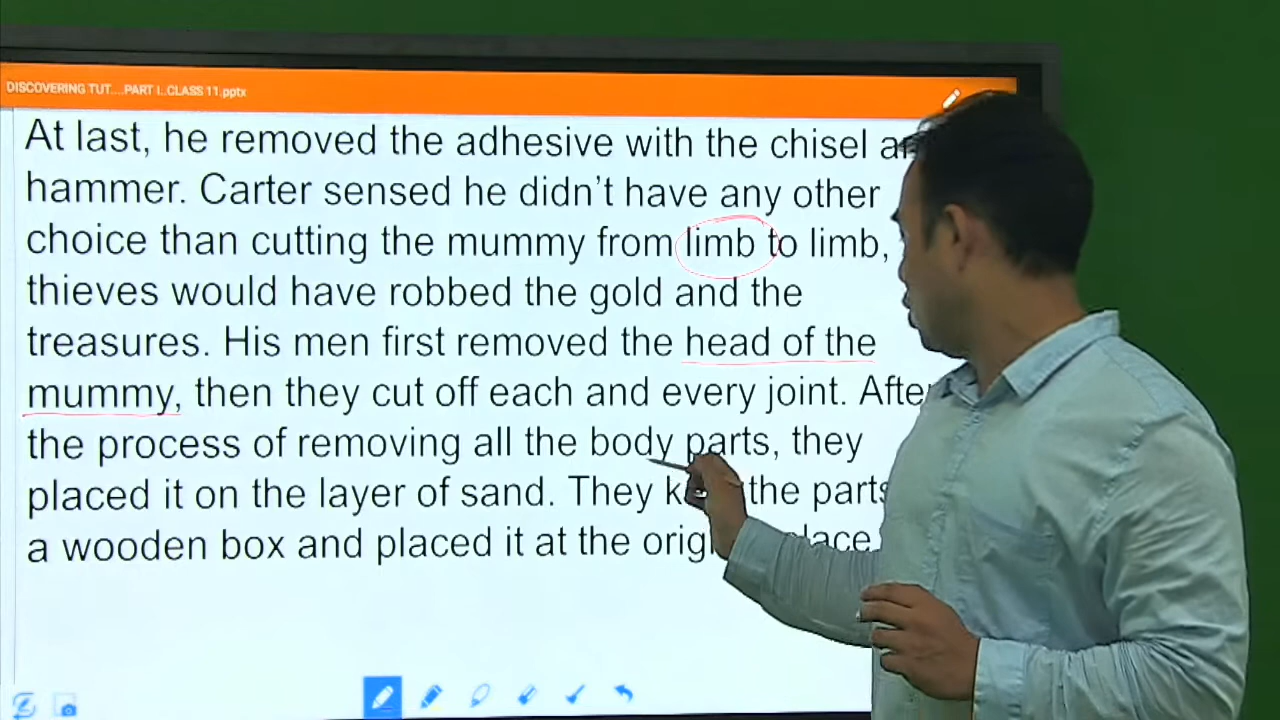 DISCOVERING TUT....PART I..CLASS 11.pptx
At last, he removed the adhesive with the chisel
hammer. Carter sensed he didn't have any other
choice than cutting the mummy from limb to limb,
thieves would have robbed the gold and the
treasures. His men first removed the head of the
mummy, then they cut off each and every joint.
the process of removing all the body parts, they
placed it on the layer of sand. They the parts
a wooden box and placed it at the